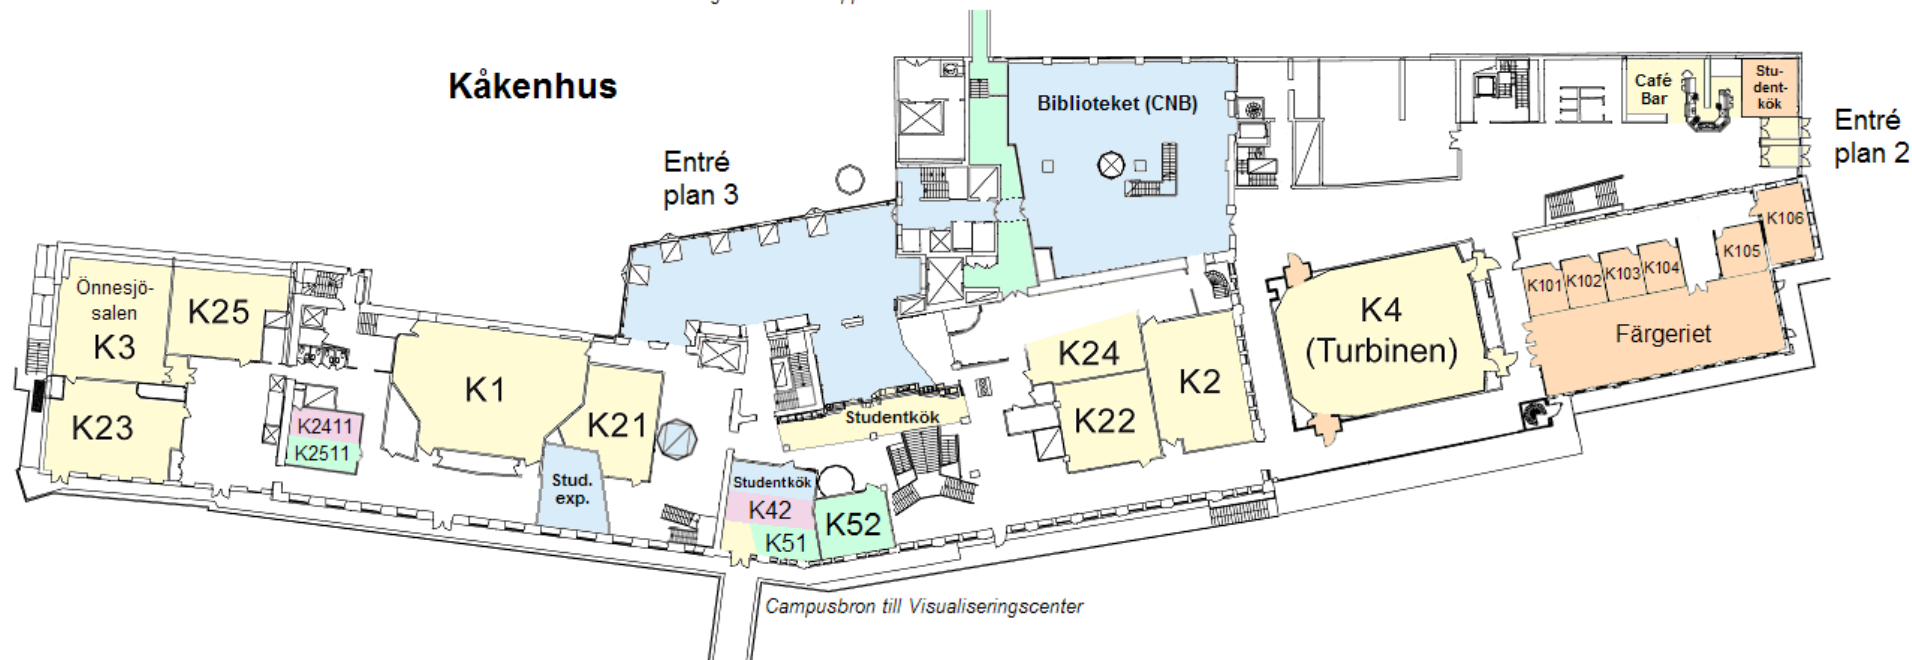 Kåkenhus
Entré
plan 3
Biblioteket (CNB)
Café
Bar
Stu-
dent-
kök
Entré
plan 2
Önnesjö-
salen
K3
K25
K23
K2411
K2511
K1
K21
Stud.
exp.
Studentkök
Studentkök
K42
K51
K52
K24
K22
K2
K4
(Turbinen)
K101
K102
K103
K104
K105
K106
Färgeriet
Campusbron till Visualiseringscenter